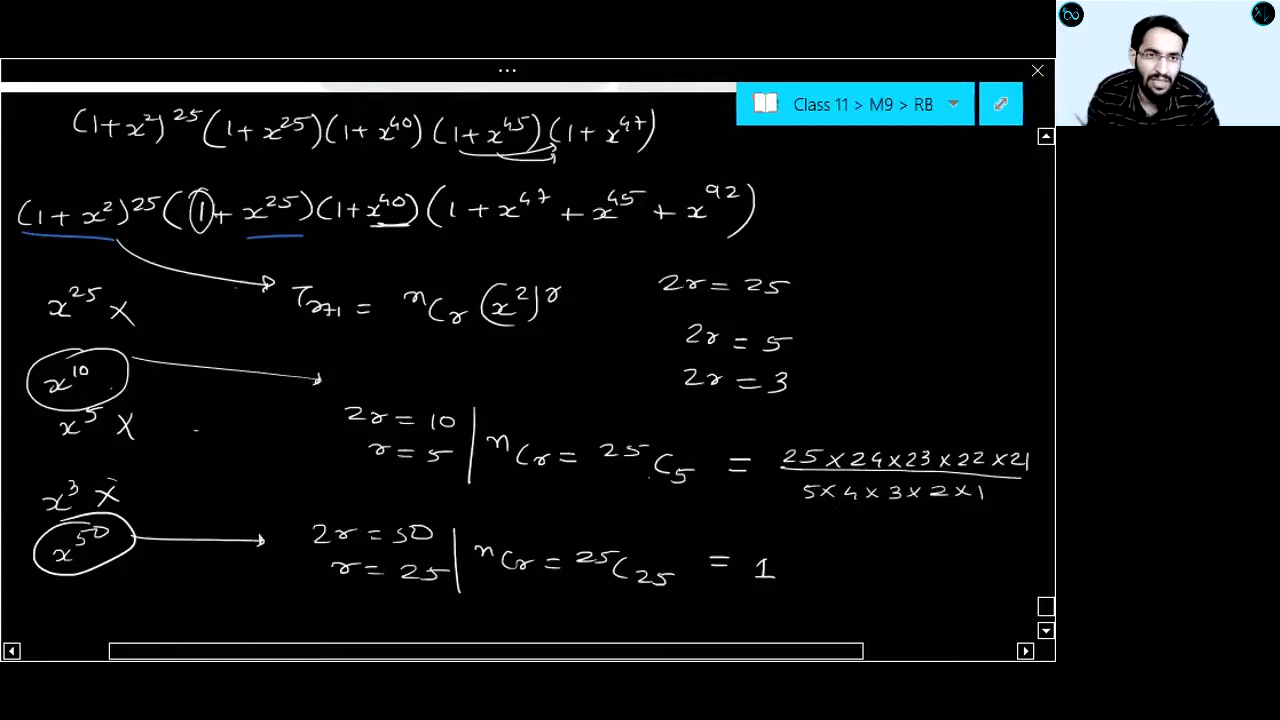 Class 11 > M9 > RB
(1+x²)²⁵(1+x²⁵)(1+x⁴⁰)(1+x⁴⁵)(1+x⁴⁷)
(1+x²)²⁵(1+x²⁵)(1+x⁴⁰)(1+x⁴⁷+x⁴⁵+x⁹²)
x²⁵ X
Tᵣ₊₁ = ⁿCᵣ (x²)ʳ
2r = 25
2r = 5
2r = 3
x¹⁰
x⁵ X
2r = 10
r = 5
ⁿCᵣ = ²⁵C₅ = 25×24×23×22×21
5×4×3×2×1
x³ X
x⁵⁰
2r = 50
r = 25
ⁿCᵣ = ²⁵C₂₅ = 1